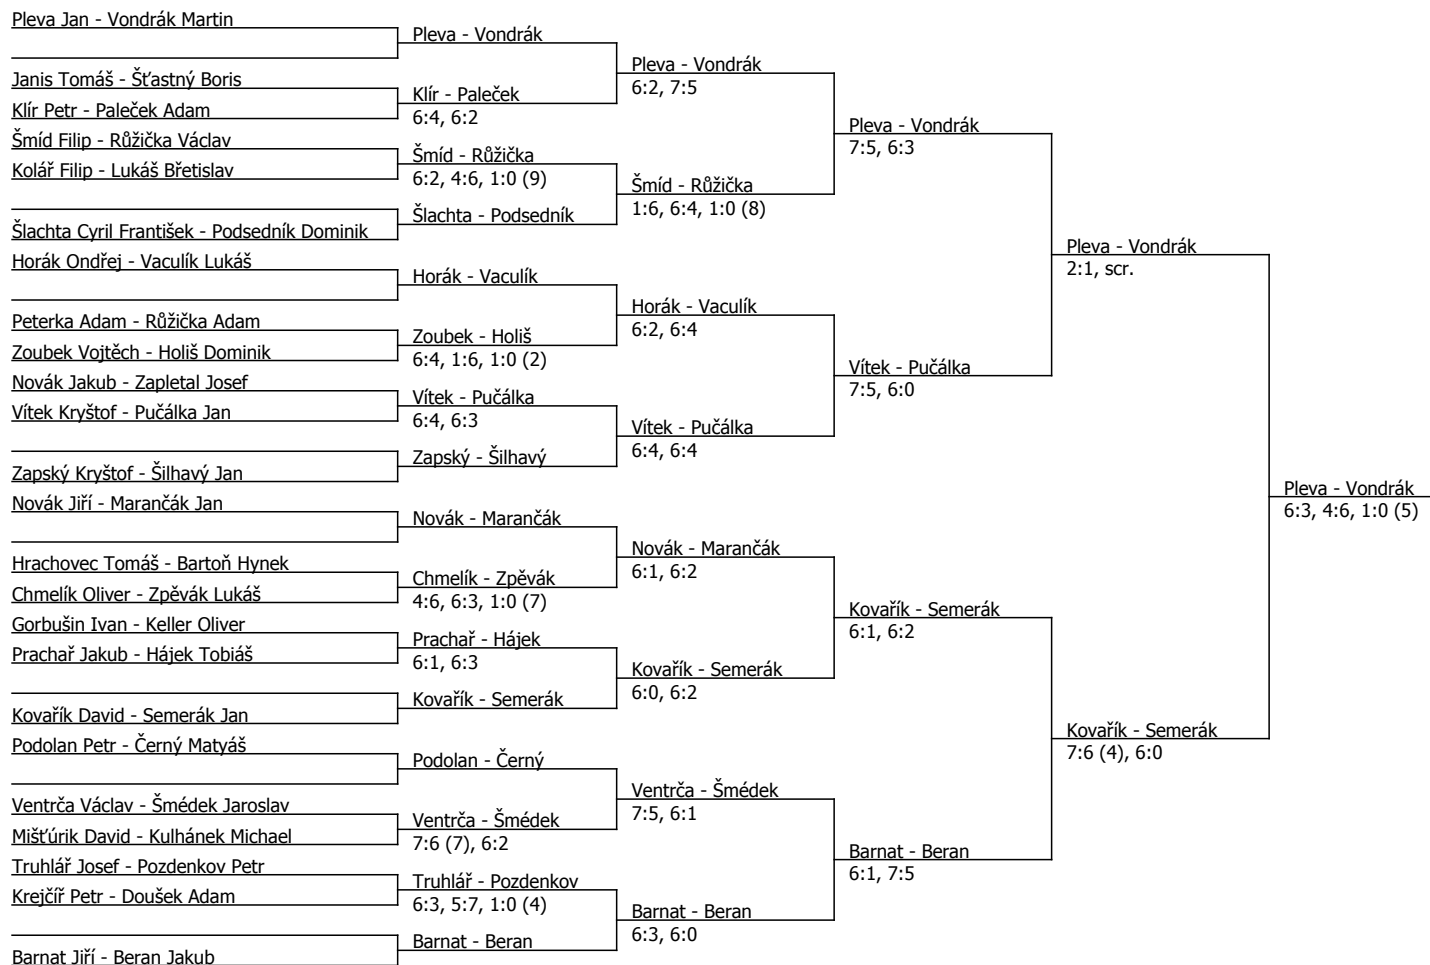 Pleva Jan - Vondrák Martin
Janis Tomáš - Šťastný Boris
Klír Petr - Paleček Adam
Šmíd Filip - Růžička Václav
Kolář Filip - Lukáš Břetislav
Šlachta Cyril František - Podsedník Dominik
Horák Ondřej - Vaculík Lukáš
Peterka Adam - Růžička Adam
Zoubek Vojtěch - Holiš Dominik
Novák Jakub - Zapletal Josef
Vítek Kryštof - Pučálka Jan
Zapský Kryštof - Šilhavý Jan
Novák Jiří - Marančák Jan
Hrachovec Tomáš - Bartoň Hynek
Chmelík Oliver - Zpěvák Lukáš
Gorbušin Ivan - Keller Oliver
Prachař Jakub - Hájek Tobiáš
Kovařík David - Semerák Jan
Podolan Petr - Černý Matyáš
Ventrča Václav - Šmédek Jaroslav
Mišťúrik David - Kulhánek Michael
Truhlář Josef - Pozdenkov Petr
Krejčíř Petr - Doušek Adam
Barnat Jiří - Beran Jakub
Pleva - Vondrák
Klír - Paleček
6:4, 6:2
Šmíd - Růžička
6:2, 4:6, 1:0 (9)
Šlachta - Podsedník
Horák - Vaculík
Zoubek - Holiš
6:4, 1:6, 1:0 (2)
Vítek - Pučálka
6:4, 6:3
Zapský - Šilhavý
Novák - Marančák
Chmelík - Zpěvák
4:6, 6:3, 1:0 (7)
Prachař - Hájek
6:1, 6:3
Kovařík - Semerák
Podolan - Černý
Ventrča - Šmédek
7:6 (7), 6:2
Truhlář - Pozdenkov
6:3, 5:7, 1:0 (4)
Barnat - Beran
Pleva - Vondrák
6:2, 7:5
Šmíd - Růžička
1:6, 6:4, 1:0 (8)
Horák - Vaculík
6:2, 6:4
Vítek - Pučálka
6:4, 6:4
Novák - Marančák
6:1, 6:2
Kovařík - Semerák
6:0, 6:2
Ventrča - Šmédek
7:5, 6:1
Barnat - Beran
6:3, 6:0
Pleva - Vondrák
7:5, 6:3
Vítek - Pučálka
7:5, 6:0
Kovařík - Semerák
6:1, 6:2
Barnat - Beran
6:1, 7:5
Pleva - Vondrák
2:1, scr.
Kovařík - Semerák
7:6 (4), 6:0
Pleva - Vondrák
6:3, 4:6, 1:0 (5)